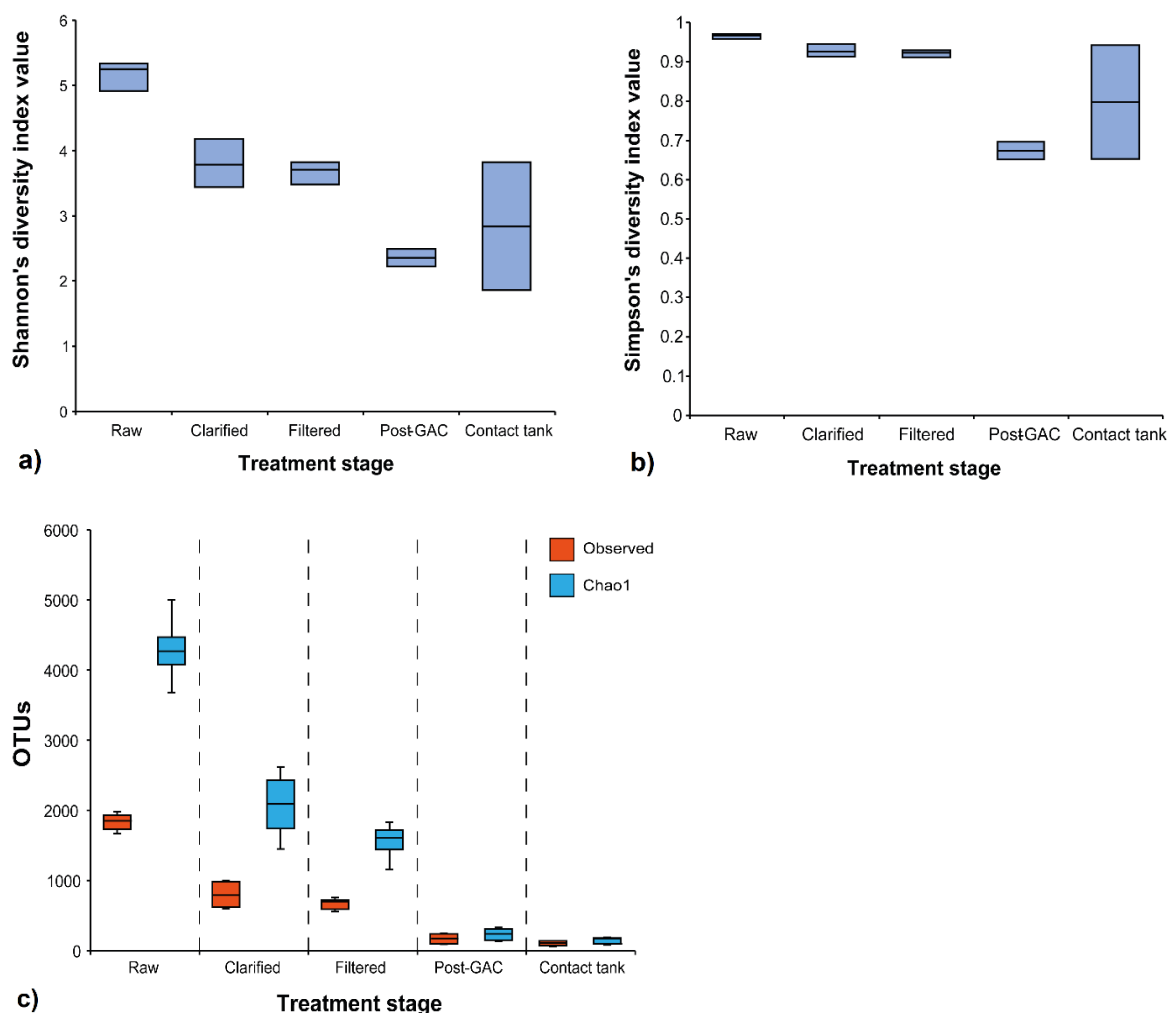 Shannon's diversity index value
6
5
4
3
2
1
0
Raw Clarified Filtered Post-GAC Contact tank
Treatment stage
a)
Simpson's diversity index value
1
0.9
0.8
0.7
0.6
0.5
0.4
0.3
0.2
0.1
0
Raw Clarified Filtered Post-GAC Contact tank
Treatment stage
b)
OTUs
6000
5000
4000
3000
2000
1000
0
Observed
Chao1
Raw Clarified Filtered Post-GAC Contact tank
Treatment stage
c)